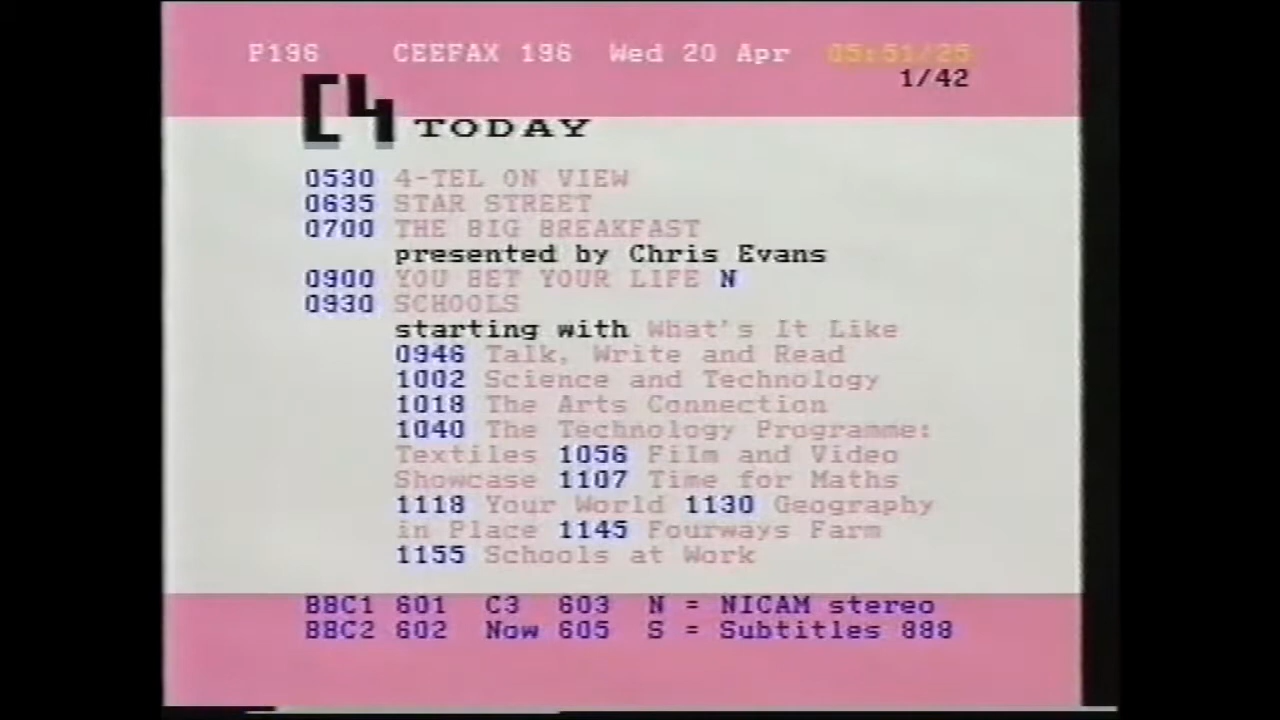 P196 CEEFAX 196 Wed 20 Apr 05:51/25
1/42
C4 TODAY
0530 4-TEL ON VIEW
0635 STAR STREET
0700 THE BIG BREAKFAST
presented by Chris Evans
0900 YOU BET YOUR LIFE N
0930 SCHOOLS
starting with What's It Like
0946 Talk, Write and Read
1002 Science and Technology
1018 The Arts Connection
1040 The Technology Programme:
Textiles 1056 Film and Video
Showcase 1107 Time for Maths
1118 Your World 1130 Geography
in Place 1145 Fourways Farm
1155 Schools at Work
BBC1 601 C3 603 N = NICAM stereo
BBC2 602 Now 605 S = Subtitles 888